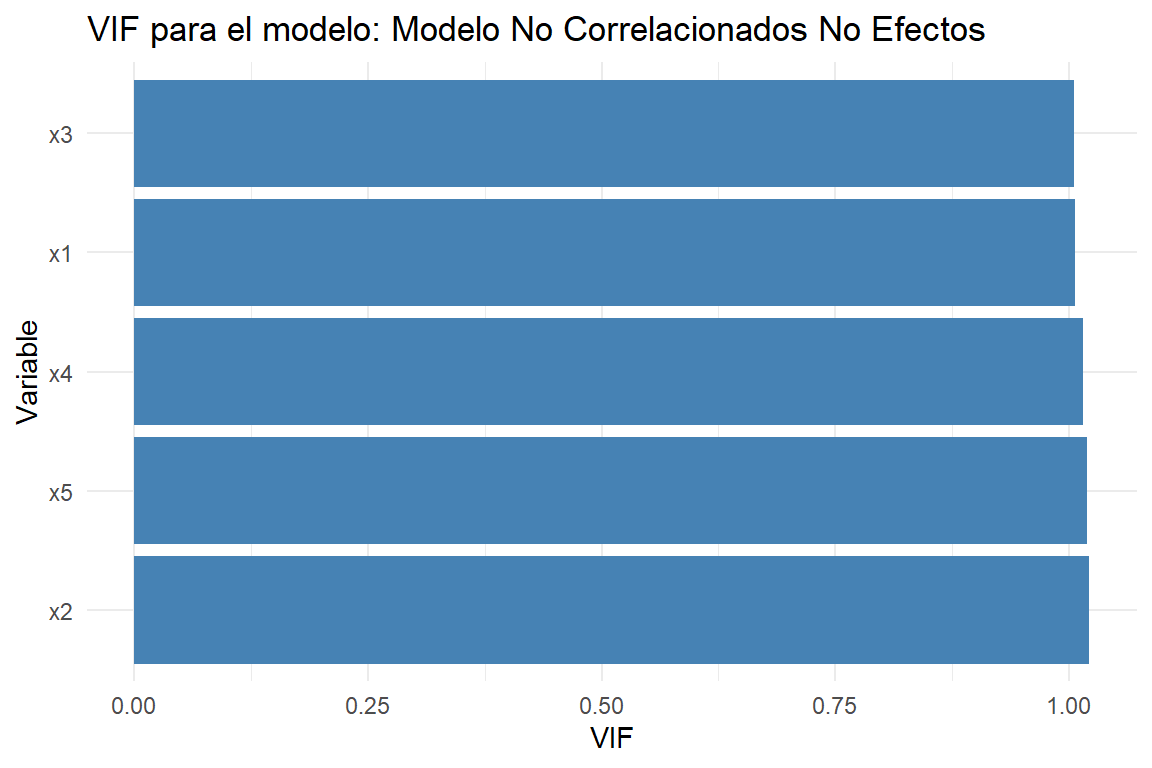 VIF para el modelo: Modelo No Correlacionados No Efectos
Variable
x3
x1
x4
x5
x2
0.00 0.25 0.50 0.75 1.00
VIF